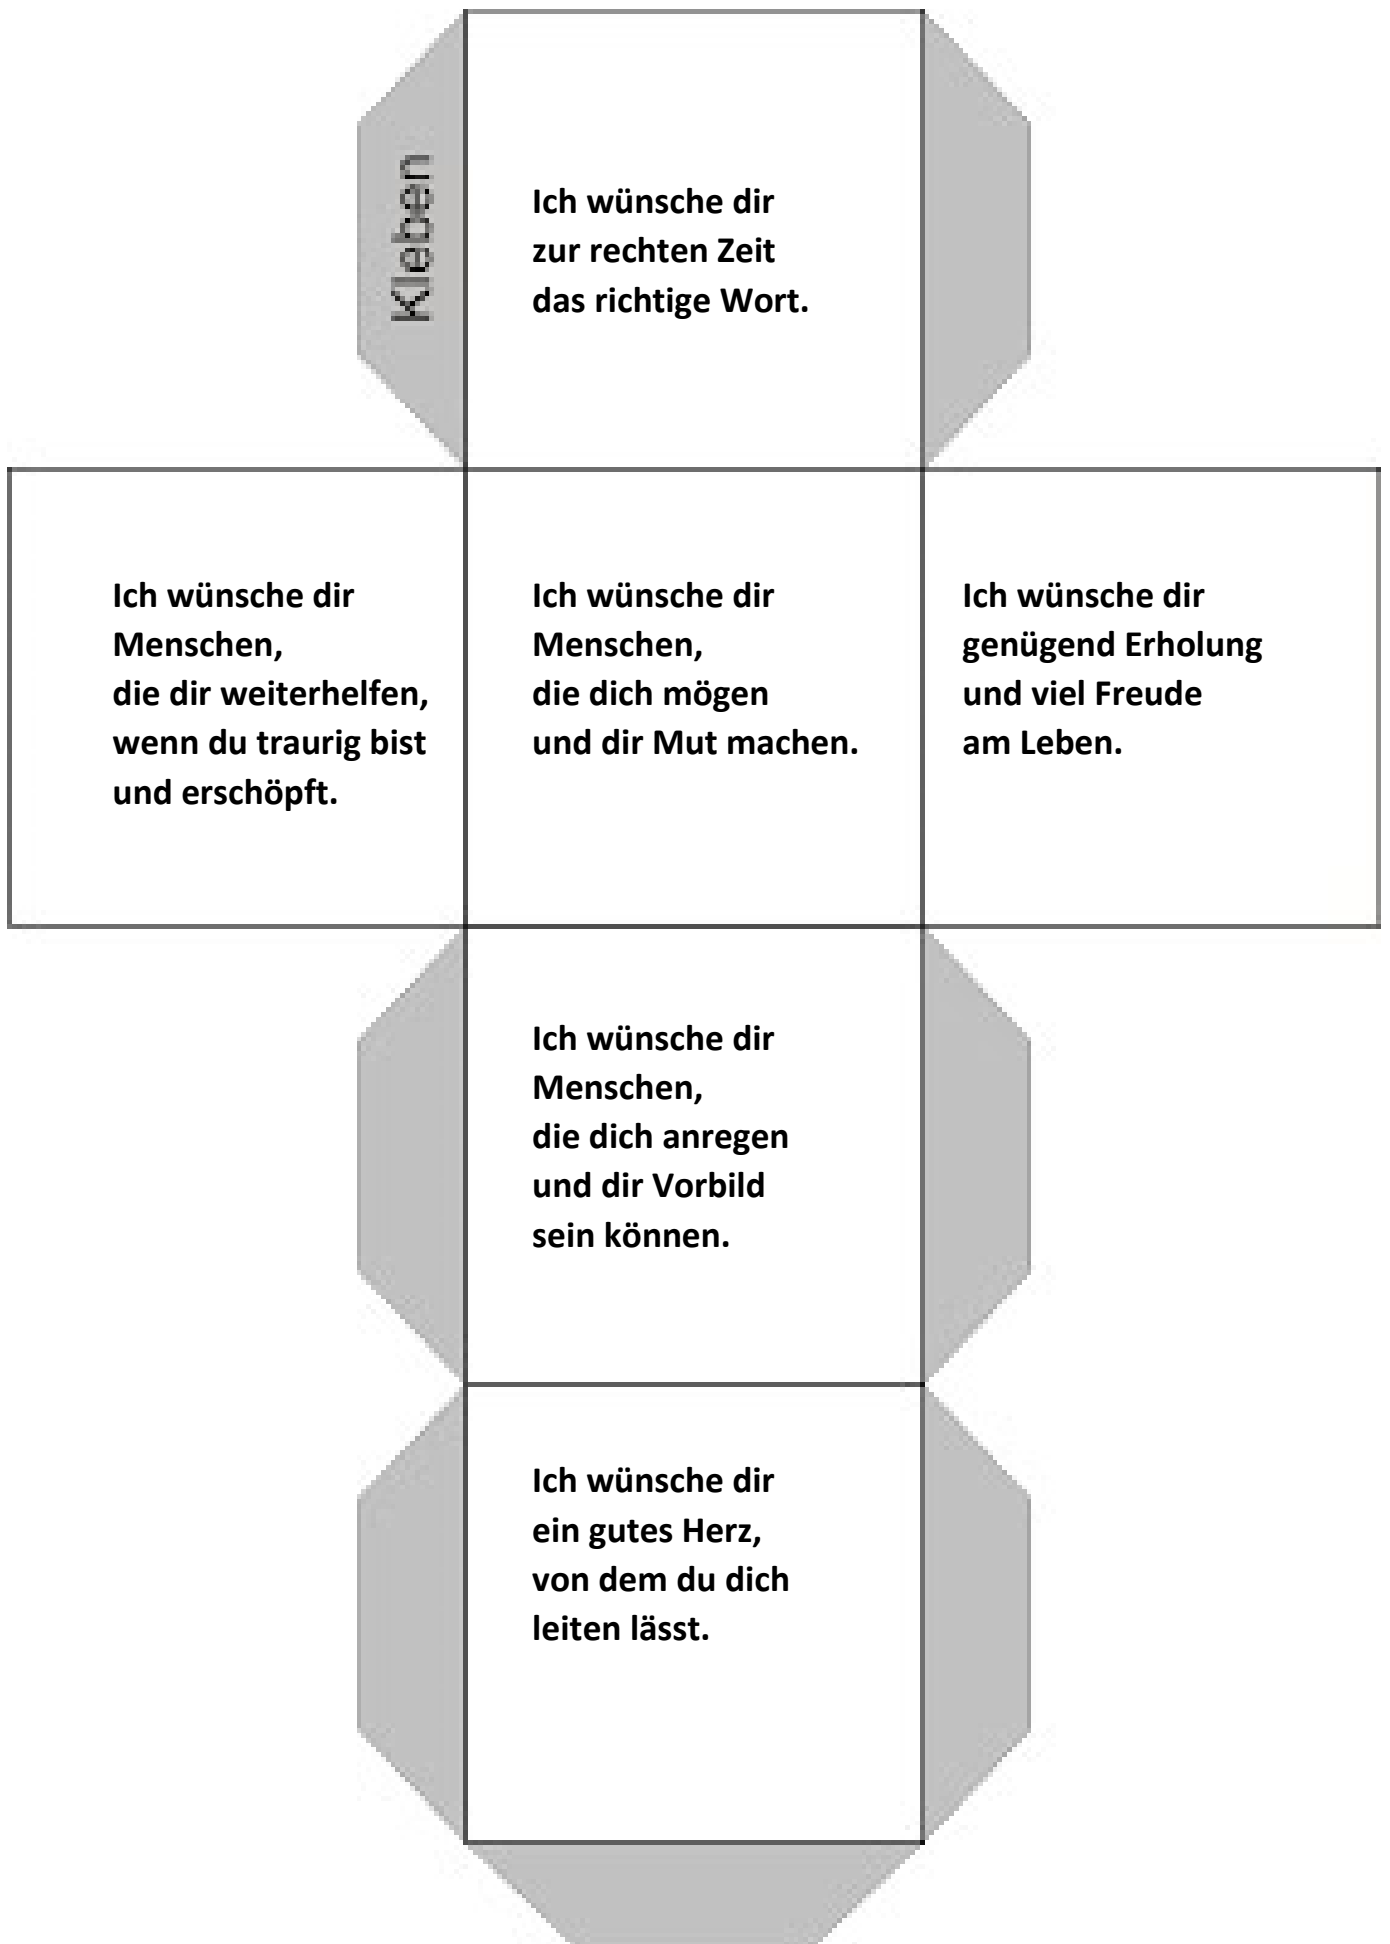 Kleben
Ich wünsche dir
zur rechten Zeit
das richtige Wort.
Ich wünsche dir
Menschen,
die dir weiterhelfen,
wenn du traurig bist
und erschöpft.
Ich wünsche dir
Menschen,
die dich mögen
und dir Mut machen.
Ich wünsche dir
genügend Erholung
und viel Freude
am Leben.
Ich wünsche dir
Menschen,
die dich anregen
und dir Vorbild
sein können.
Ich wünsche dir
ein gutes Herz,
von dem du dich
leiten lässt.